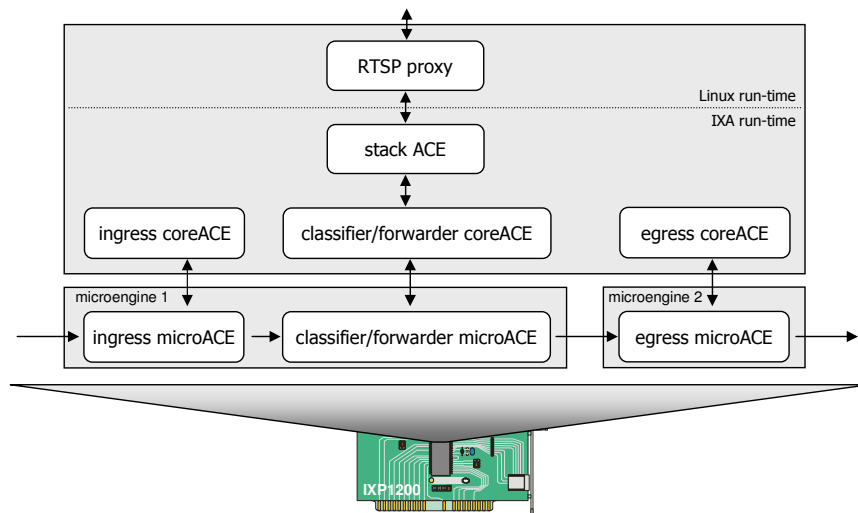 RTSP proxy
Linux run-time
IXA run-time
stack ACE
ingress coreACE
classifier/forwarder coreACE
egress coreACE
microengine 1
microengine 2
ingress microACE
classifier/forwarder microACE
egress microACE
IXP1200